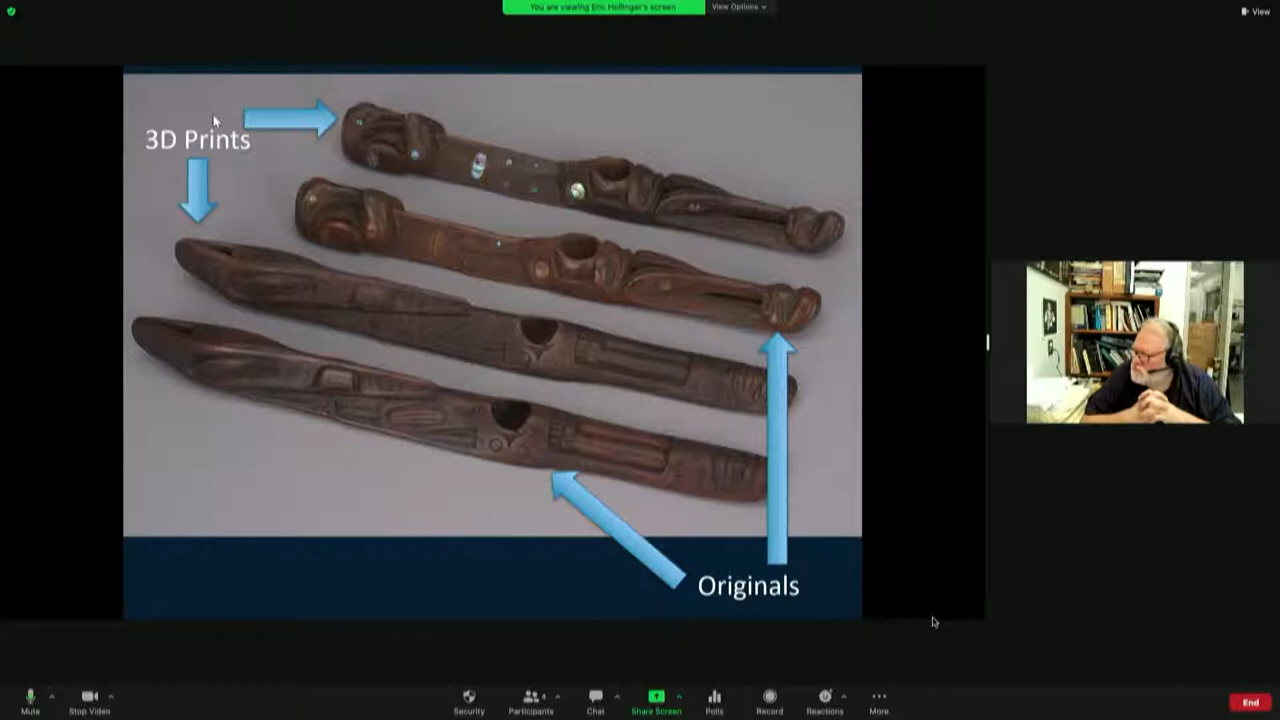 You are viewing Eric Hollinger's screen
View Options
View
3D Prints
Originals
Mute
Stop Video
Security
4
Participants
Chat
Share Screen
Polls
Record
Reactions
More
End